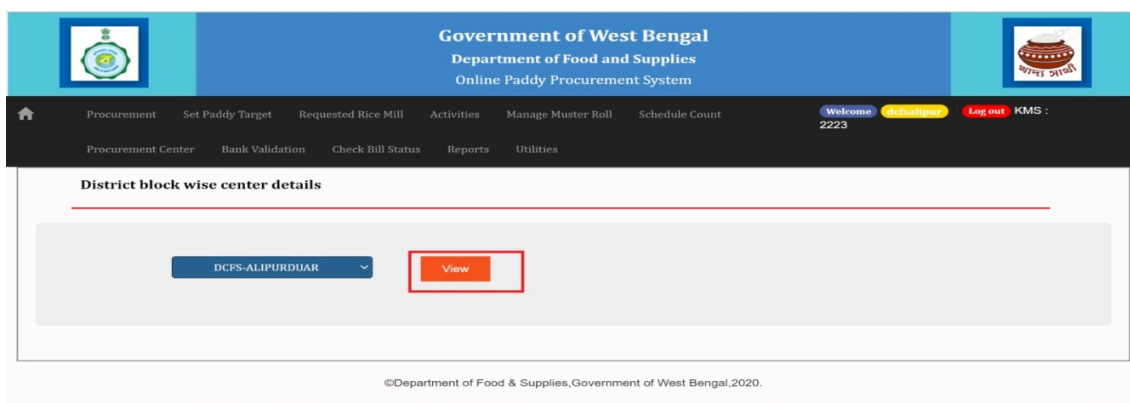 Government of West Bengal
Department of Food and Supplies
Online Paddy Procurement System
খাদ্য সাথী
Procurement Set Paddy Target Requested Rice Mill Activities Manage Muster Roll Schedule Count
Welcome dcfsalipur Log out KMS :
2223
Procurement Center Bank Validation Check Bill Status Reports Utilities
District block wise center details
DCFS-ALIPURDUAR View
©Department of Food & Supplies,Government of West Bengal,2020.